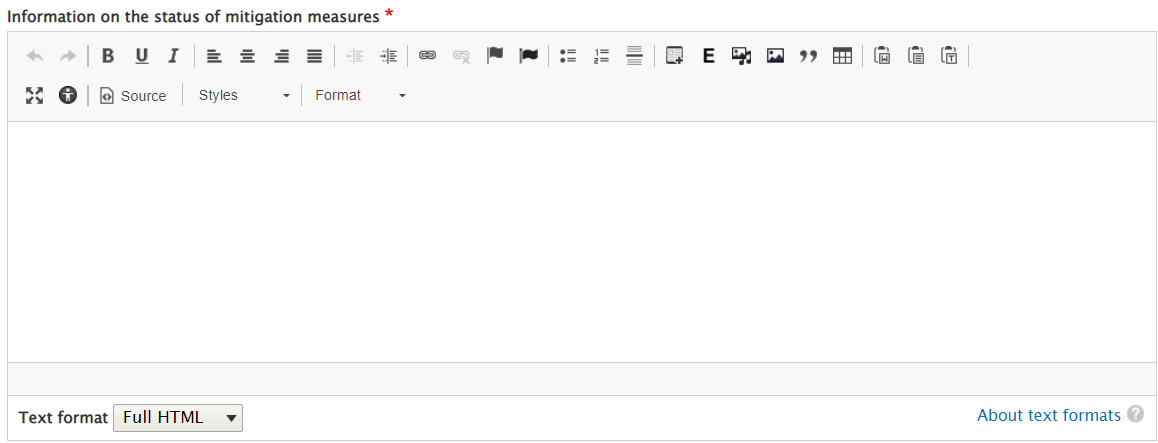 Information on the status of mitigation measures *
B U I E
Source Styles Format
Text format Full HTML About text formats ?